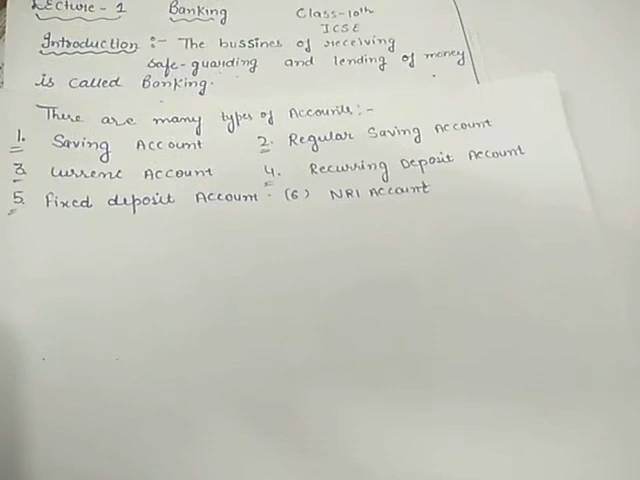 Lecture - 1 Banking Class-10th
ICSE
Introduction :- The bussines of receiving
safe-guarding and lending of money
is called Banking.
There are many types of Accounts:-
1. Saving Account 2. Regular Saving Account
3. Current Account 4. Recurring Deposit Account
5. Fixed deposit Account. (6) NRI Account